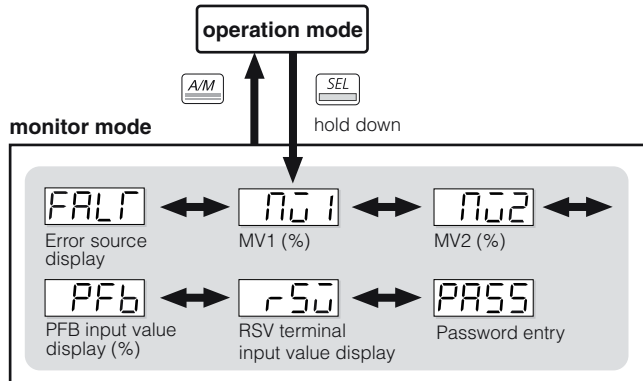 operation mode
A/M
SEL
monitor mode
hold down
FALT
Mv1
Mv2
Error source
display
MV1 (%)
MV2 (%)
PFb
rSv
PASS
PFB input value
display (%)
RSV terminal
input value display
Password entry